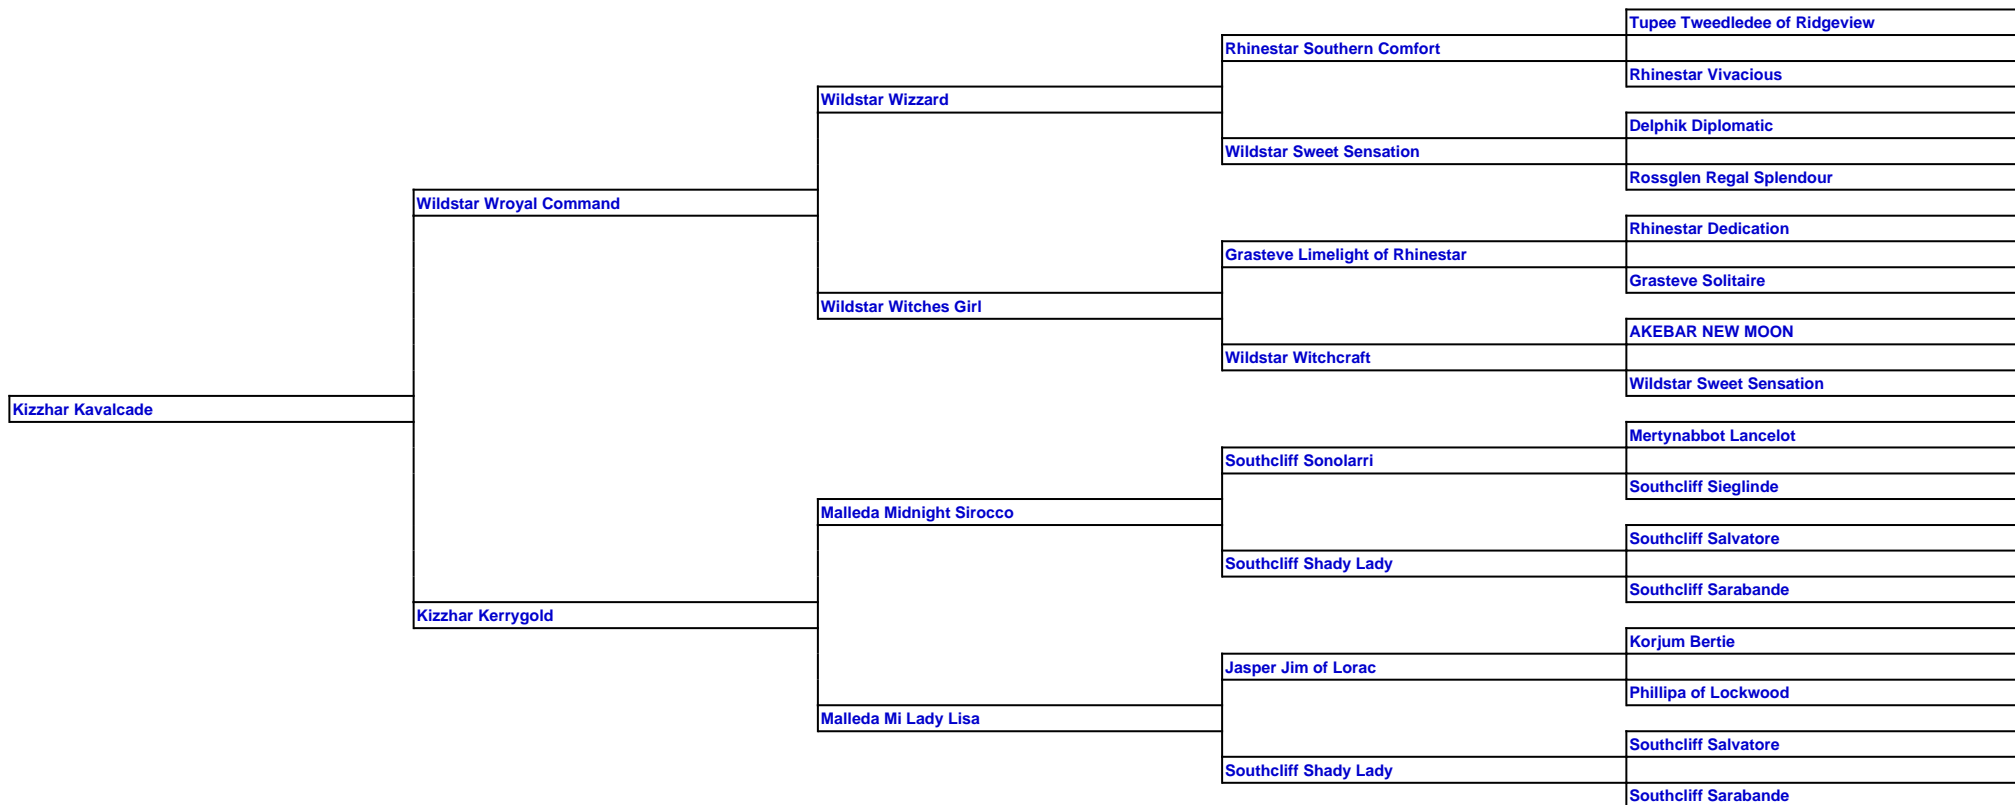 Tupee Tweedledee of Ridgeview
Rhinestar Southern Comfort
Rhinestar Vivacious
Wildstar Wizzard
Delphik Diplomatic
Wildstar Sweet Sensation
Rossglen Regal Splendour
Wildstar Wroyal Command
Rhinestar Dedication
Grasteve Limelight of Rhinestar
Grasteve Solitaire
Wildstar Witches Girl
AKEBAR NEW MOON
Wildstar Witchcraft
Wildstar Sweet Sensation
Kizzhar Kavalcade
Mertynabbot Lancelot
Southcliff Sonolarri
Southcliff Sieglinde
Malleda Midnight Sirocco
Southcliff Salvatore
Southcliff Shady Lady
Southcliff Sarabande
Kizzhar Kerrygold
Korjum Bertie
Jasper Jim of Lorac
Phillipa of Lockwood
Malleda Mi Lady Lisa
Southcliff Salvatore
Southcliff Shady Lady
Southcliff Sarabande